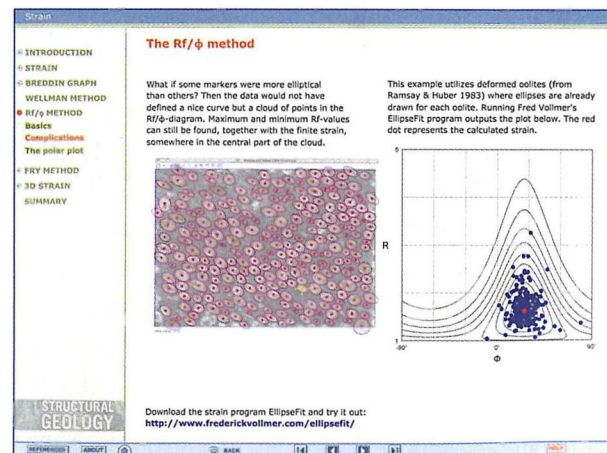 Strain
INTRODUCTION
STRAIN
BREDDIN GRAPH
WELLMAN METHOD
Rf/φ METHOD
Basics
Complications
The polar plot
FRY METHOD
3D STRAIN
SUMMARY
STRUCTURAL
GEOLOGY
The Rf/ϕ method
What if some markers were more elliptical
than others? Then the data would not have
defined a nice curve but a cloud of points in the
Rf/ϕ-diagram. Maximum and minimum Rf-values
can still be found, together with the finite strain,
somewhere in the central part of the cloud.
This example utilizes deformed oolites (from
Ramsay & Huber 1983) where ellipses are already
drawn for each oolite. Running Fred Vollmer's
EllipseFit program outputs the plot below. The red
dot represents the calculated strain.
5
R
1
-90°
0°
90°
Φ
Download the strain program EllipseFit and try it out:
http://www.frederickvollmer.com/ellipsefit/
REFERENCES
ABOUT
BACK
HELP